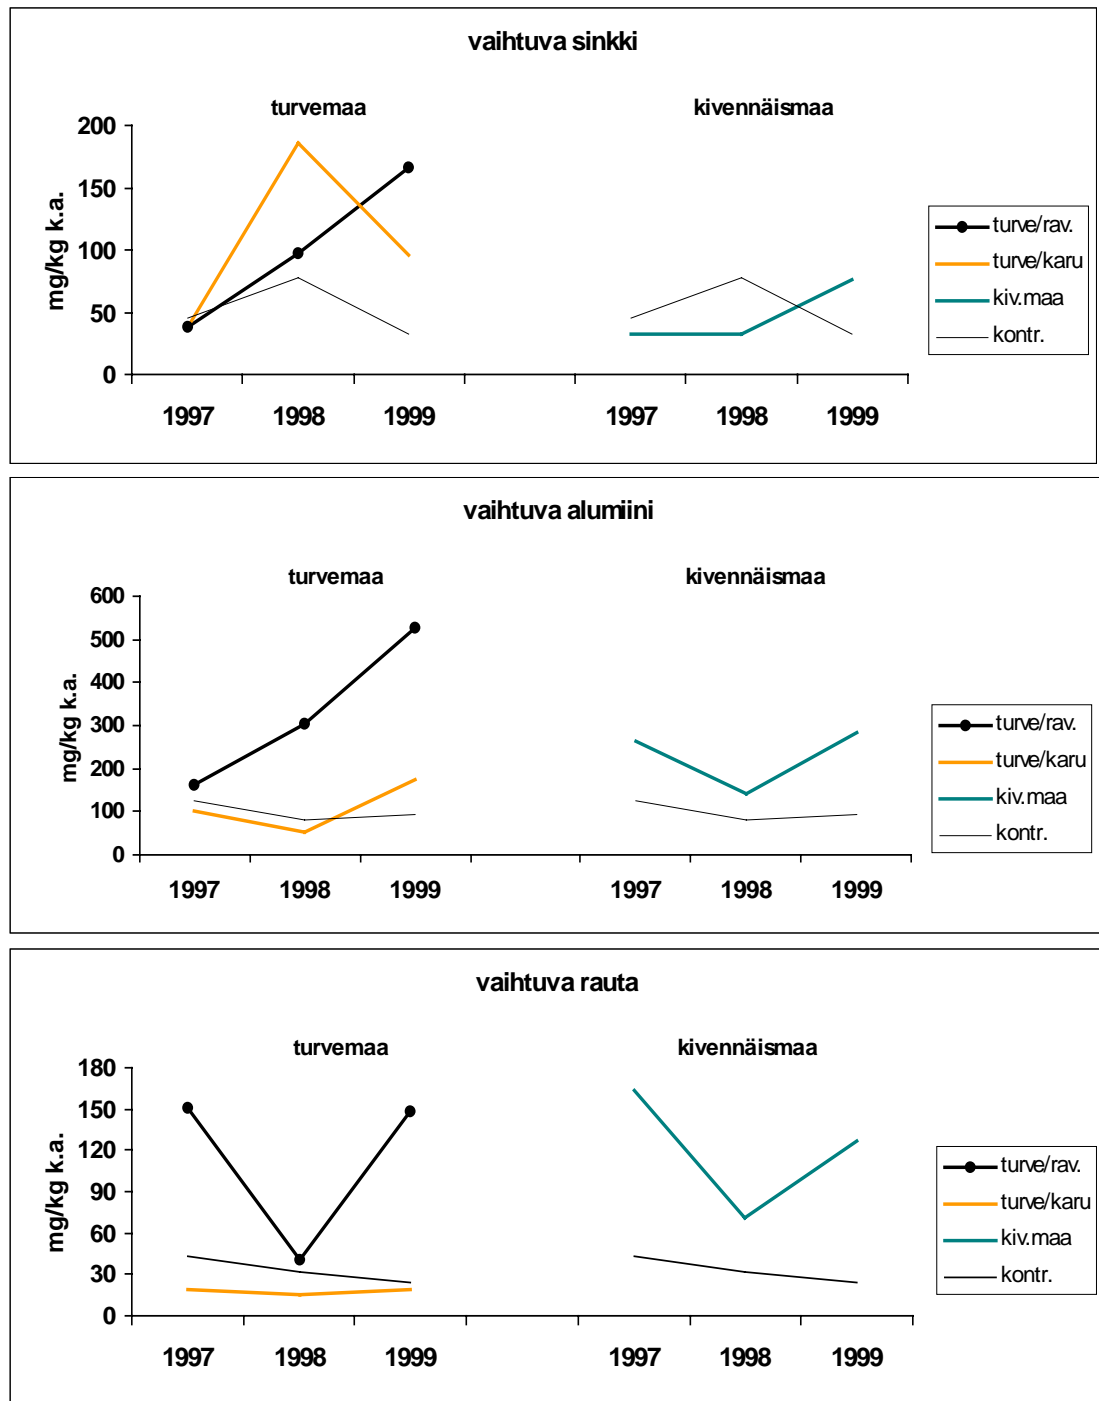 vaihtuva sinkki
turvemaa
kivennäismaa
200
150
100
50
0
mg/kg k.a.
1997 1998 1999 1997 1998 1999
turve/rav.
turve/karu
kiv.maa
kontr.
vaihtuva alumiini
turvemaa
kivennäismaa
600
500
400
300
200
100
0
mg/kg k.a.
1997 1998 1999 1997 1998 1999
turve/rav.
turve/karu
kiv.maa
kontr.
vaihtuva rauta
turvemaa
kivennäismaa
180
150
120
90
60
30
0
mg/kg k.a.
1997 1998 1999 1997 1998 1999
turve/rav.
turve/karu
kiv.maa
kontr.